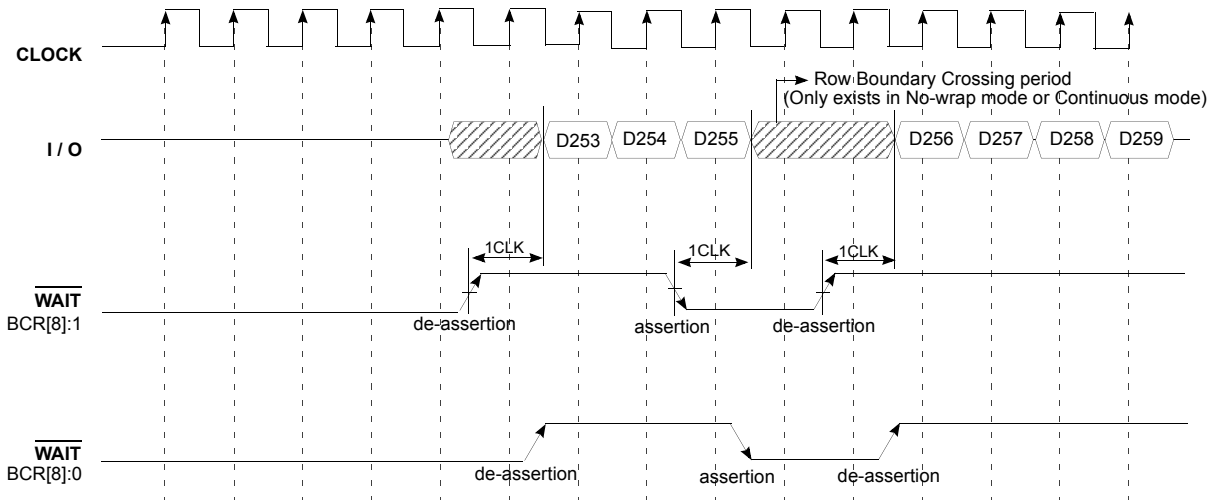 CLOCK
Row Boundary Crossing period
(Only exists in No-wrap mode or Continuous mode)
I / O
D253 D254 D255 D256 D257 D258 D259
1CLK 1CLK 1CLK
WAIT
BCR[8]:1
de-assertion assertion de-assertion
WAIT
BCR[8]:0
de-assertion assertion de-assertion